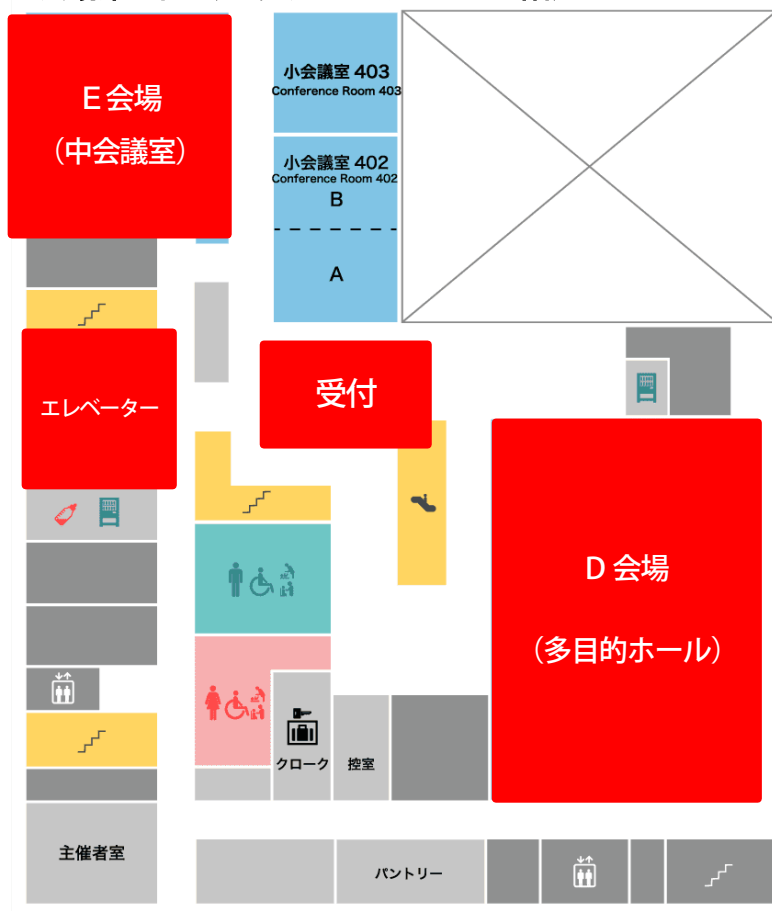 E会場
（中会議室）
小会議室 403
Conference Room 403
小会議室 402
Conference Room 402
B
A
エレベーター
受付
D 会場
（多目的ホール）
クローク
控室
主催者室
パントリー